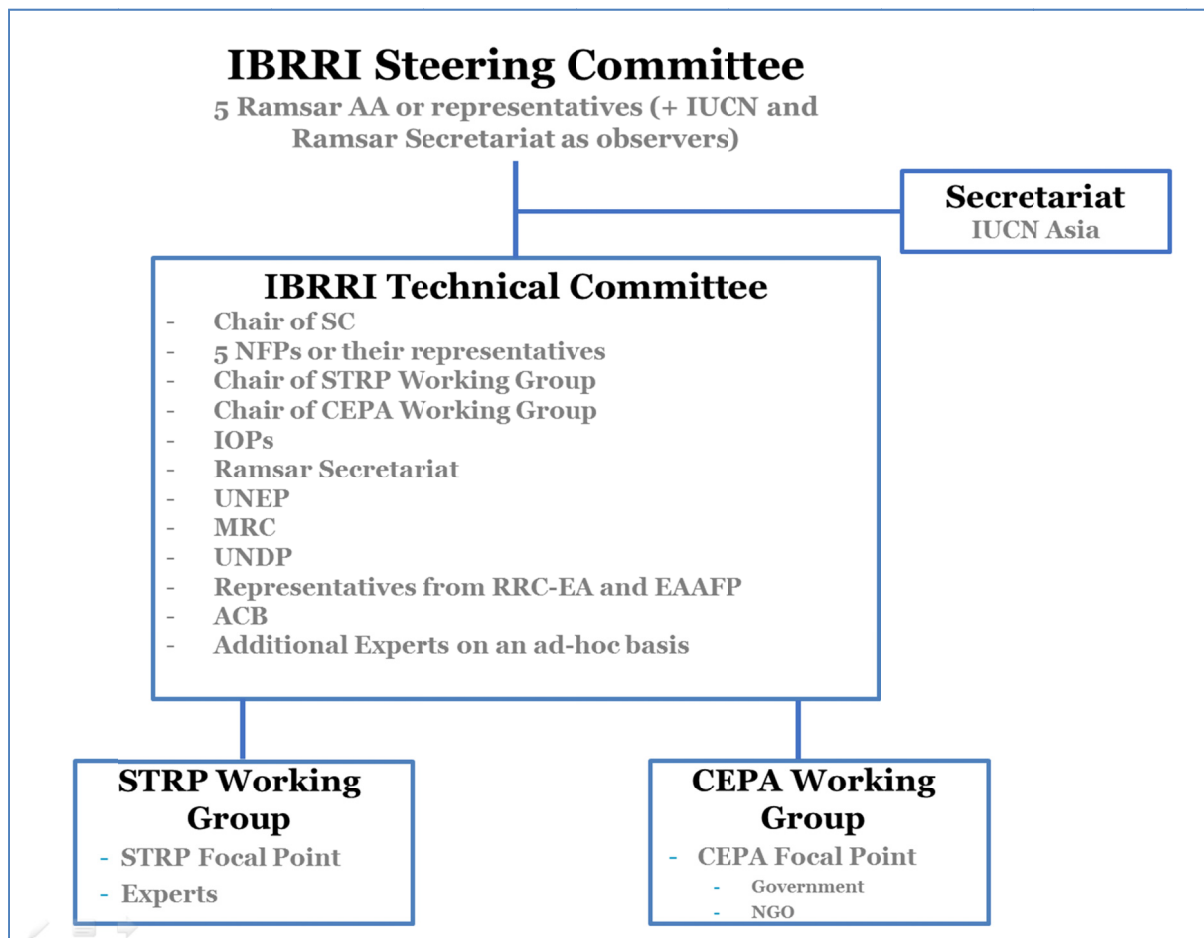 IBRRI Steering Committee
5 Ramsar AA or representatives (+ IUCN and
Ramsar Secretariat as observers)
Secretariat
IUCN Asia
IBRRI Technical Committee
- Chair of SC
- 5 NFPs or their representatives
- Chair of STRP Working Group
- Chair of CEPA Working Group
- IOPs
- Ramsar Secretariat
- UNEP
- MRC
- UNDP
- Representatives from RRC-EA and EAAFP
- ACB
- Additional Experts on an ad-hoc basis
STRP Working
Group
- STRP Focal Point
- Experts
CEPA Working
Group
- CEPA Focal Point
- Government
- NGO